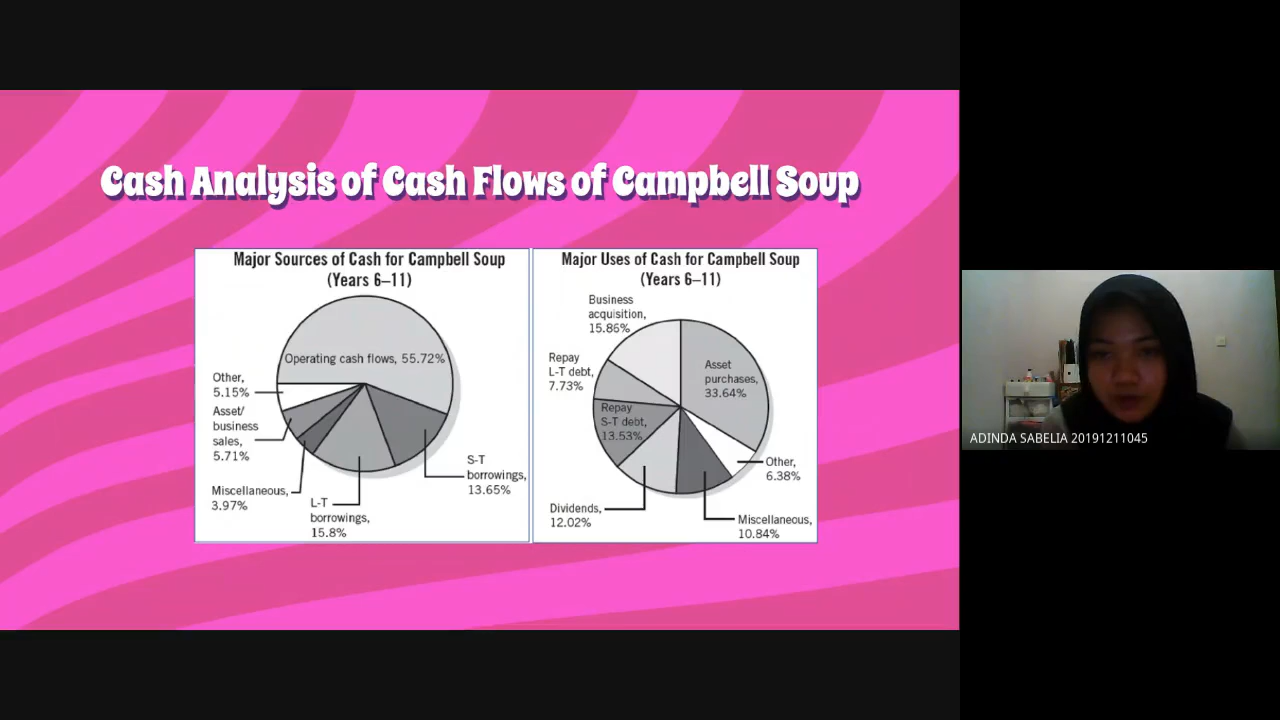 Cash Analysis of Cash Flows of Campbell Soup
Major Sources of Cash for Campbell Soup
(Years 6–11)
Operating cash flows, 55.72%
Other,
5.15%
Asset/
business
sales,
5.71%
Miscellaneous,
3.97%
L-T
borrowings,
15.8%
S-T
borrowings,
13.65%
Major Uses of Cash for Campbell Soup
(Years 6–11)
Business
acquisition,
15.86%
Repay
L-T debt,
7.73%
Asset
purchases,
33.64%
Repay
S-T debt,
13.53%
Other,
6.38%
Dividends,
12.02%
Miscellaneous,
10.84%
ADINDA SABELIA 20191211045